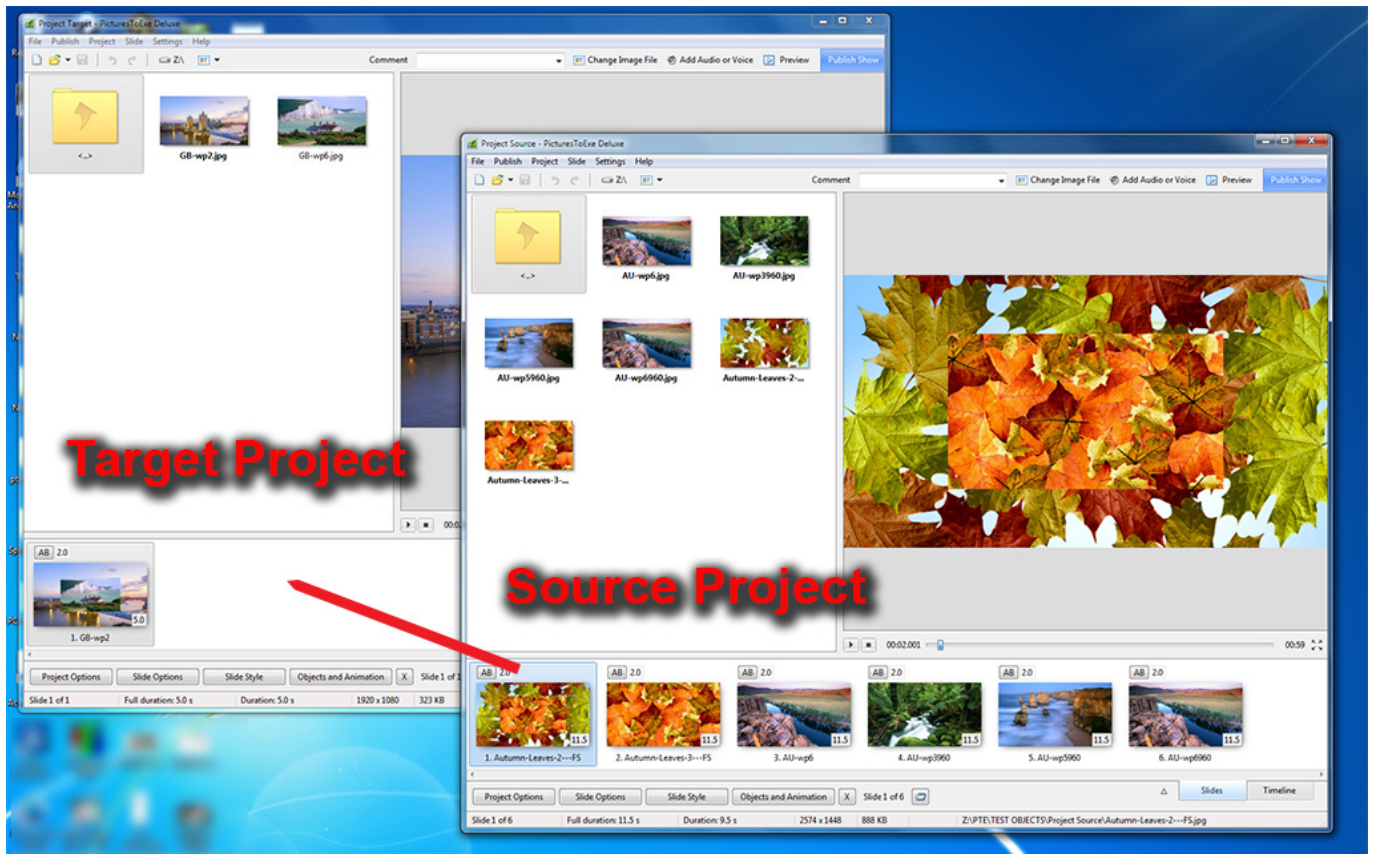 Project Target - PicturesToExe Deluxe
File Publish Project Slide Settings Help
Z:\ Comment Change Image File Add Audio or Voice Preview Publish Show
<..>
GB-wp2.jpg
GB-wp6.jpg
Target Project
AB 2.0
5.0
1. GB-wp2
Project Options Slide Options Slide Style Objects and Animation X Slide 1 of 1
Slide 1 of 1 Full duration: 5.0 s Duration: 5.0 s 1920 x 1080 323 KB
Project Source - PicturesToExe Deluxe
File Publish Project Slide Settings Help
Z:\ Comment Change Image File Add Audio or Voice Preview Publish Show
<..>
AU-wp6.jpg
AU-wp3960.jpg
AU-wp5960.jpg
AU-wp6960.jpg
Autumn-Leaves-2-...
Autumn-Leaves-3-...
Source Project
00:02.001 00:59
AB 2.0 AB 2.0 AB 2.0 AB 2.0 AB 2.0 AB 2.0
11.5 11.5 11.5 11.5 11.5 11.5
1. Autumn-Leaves-2---FS 2. Autumn-Leaves-3---FS 3. AU-wp6 4. AU-wp3960 5. AU-wp5960 6. AU-wp6960
Project Options Slide Options Slide Style Objects and Animation X Slide 1 of 6 Slides Timeline
Slide 1 of 6 Full duration: 11.5 s Duration: 9.5 s 2574 x 1448 888 KB Z:\PTE\TEST OBJECTS\Project Source\Autumn-Leaves-2---FS.jpg